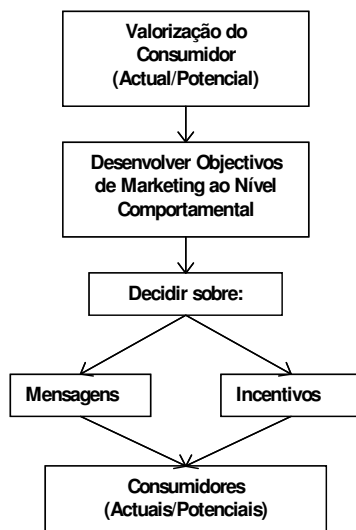 Valorização do
Consumidor
(Actual/Potencial)
Desenvolver Objectivos
de Marketing ao Nível
Comportamental
Decidir sobre:
Mensagens
Incentivos
Consumidores
(Actuais/Potenciais)